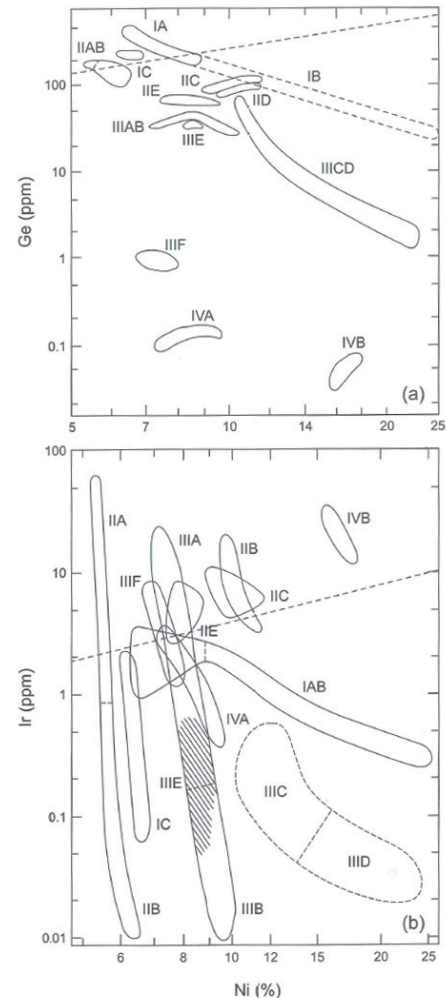 IA
IIAB
IC
IB
IIC
IIE
IID
IIIAB
IIIE
IIICD
IIIF
IVA
IVB
(a)
100
10
1
0.1
Ge (ppm)
5 7 10 14 20 25
100
10
1
0.1
0.01
Ir (ppm)
IIA
IIIA
IIB
IVB
IIIF
IIC
IIE
IAB
IVA
IIIE
IIIC
IC
IIID
IIB
IIIB
(b)
6 8 10 15 20 25
Ni (%)